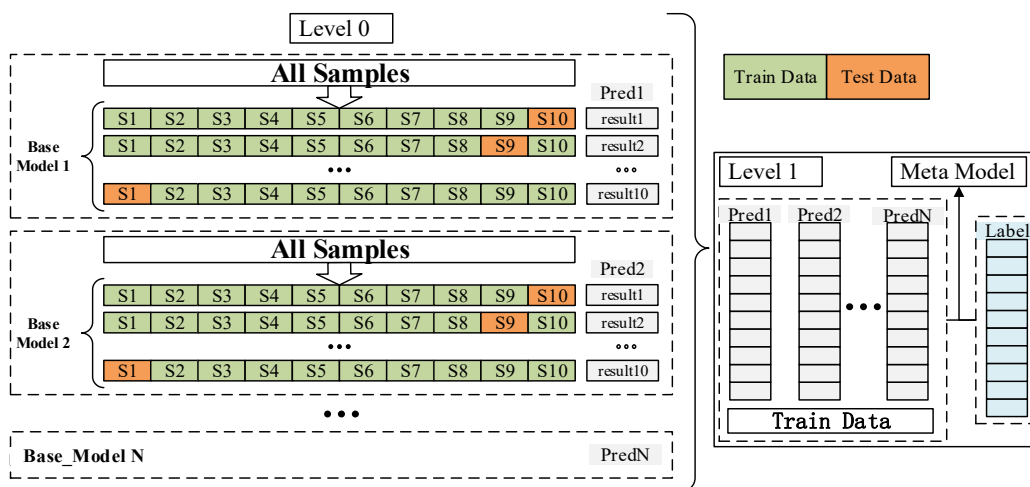 Level 0
All Samples
Pred1
S1 S2 S3 S4 S5 S6 S7 S8 S9 S10 result1
S1 S2 S3 S4 S5 S6 S7 S8 S9 S10 result2
Base
Model 1
S1 S2 S3 S4 S5 S6 S7 S8 S9 S10 result10
All Samples
Pred2
S1 S2 S3 S4 S5 S6 S7 S8 S9 S10 result1
S1 S2 S3 S4 S5 S6 S7 S8 S9 S10 result2
Base
Model 2
S1 S2 S3 S4 S5 S6 S7 S8 S9 S10 result10
Base_Model N PredN
Train Data Test Data
Level 1 Meta Model
Pred1 Pred2 PredN Label
Train Data